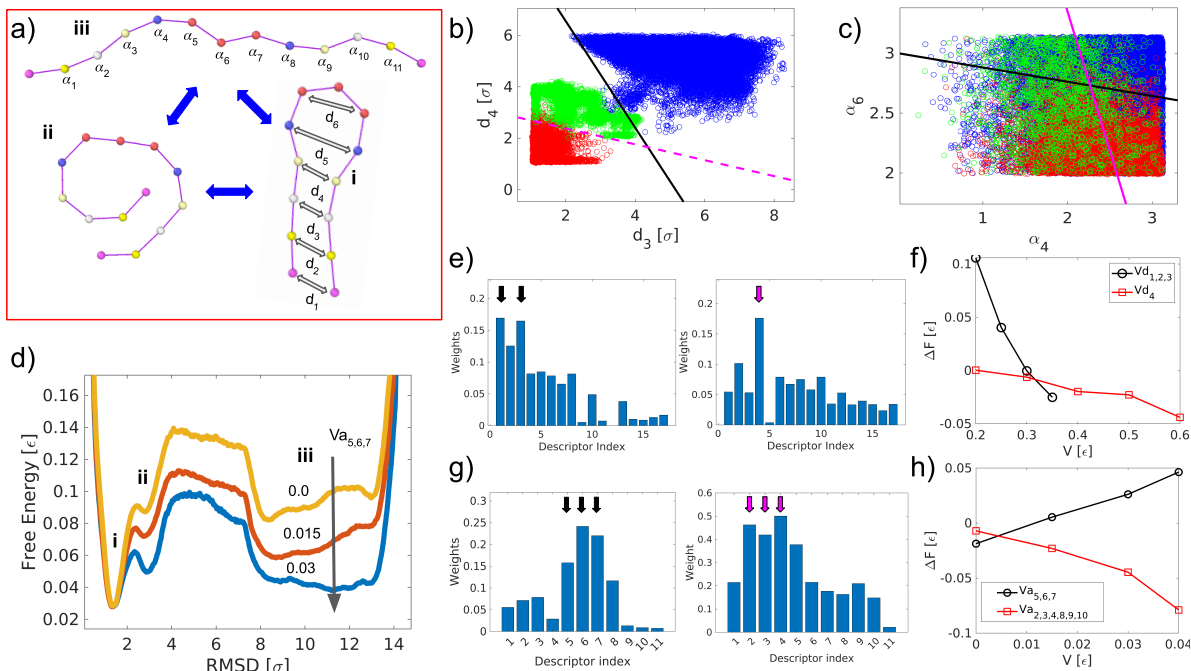 a)
iii
α1
α2
α3
α4
α5
α6
α7
α8
α9
α10
α11
ii
i
d6
d5
d4
d3
d2
d1
b)
d4 [σ]
6
4
2
0
2 4 6 8
d3 [σ]
c)
α6
3
2.5
2
1 2 3
α4
d)
Free Energy [ϵ]
0.16
0.14
0.12
0.1
0.08
0.06
0.04
0.02
i
ii
iii
Va5,6,7
0.0
0.015
0.03
-1 1 4 6 8 10 12 14
RMSD [σ]
e)
Weights
0.2
0.15
0.1
0.05
0
0 5 10 15
Descriptor Index
Weights
0.20
0.15
0.1
0.05
0
0 5 10 15
Descriptor Index
f)
ΔF [ϵ]
0.1
0.05
0
-0.05
0.2 0.3 0.4 0.5 0.6
V [ϵ]
Vd1,2,3
Vd4
g)
Weights
0.3
0.25
0.2
0.15
0.1
0.05
0
1 2 3 4 5 6 7 8 9 10 11
Descriptor index
Weights
0.6
0.5
0.4
0.3
0.2
0.1
0
1 2 3 4 5 6 7 8 9 10 11
Descriptor index
h)
ΔF [ϵ]
0.05
0
-0.05
-0.1
0 0.01 0.02 0.03 0.04
V [ϵ]
Va5,6,7
Va2,3,4,8,9,10